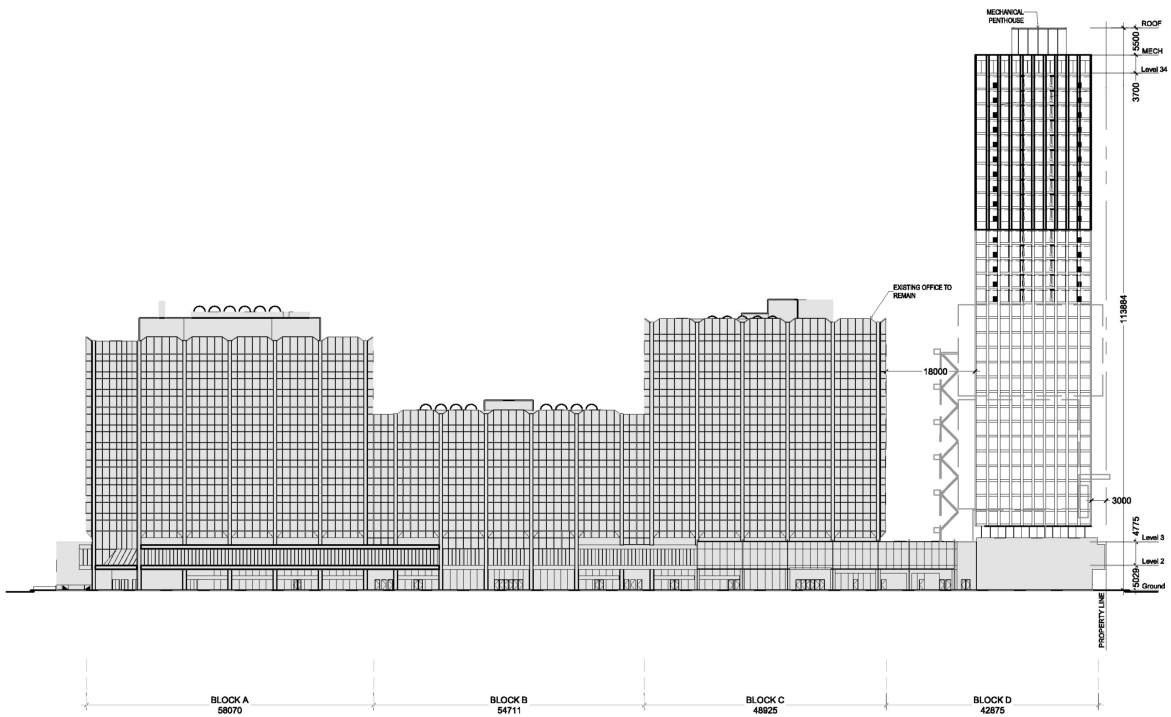 MECHANICAL
PENTHOUSE
ROOF
5500
MECH
Level 34
3700
EXISTING OFFICE TO
REMAIN
113884
18000
3000
4775
Level 3
Level 2
5029
Ground
PROPERTY LINE
BLOCK A
58070
BLOCK B
54711
BLOCK C
48925
BLOCK D
42875